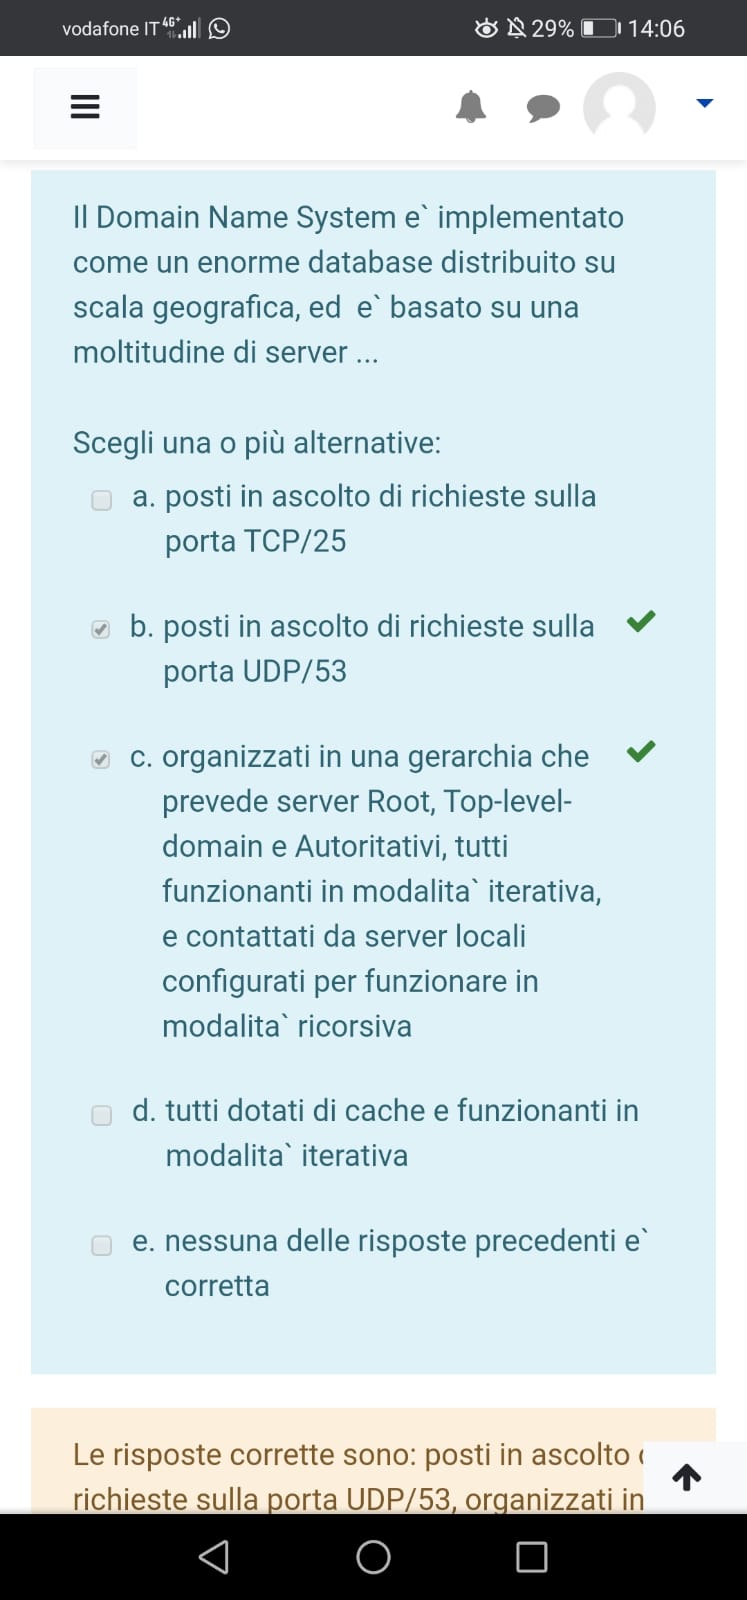 vodafone IT 4G+ 29% 14:06
Il Domain Name System e` implementato
come un enorme database distribuito su
scala geografica, ed e` basato su una
moltitudine di server ...
Scegli una o più alternative:
a. posti in ascolto di richieste sulla
porta TCP/25
b. posti in ascolto di richieste sulla
porta UDP/53
c. organizzati in una gerarchia che
prevede server Root, Top-level-
domain e Autoritativi, tutti
funzionanti in modalita` iterativa,
e contattati da server locali
configurati per funzionare in
modalita` ricorsiva
d. tutti dotati di cache e funzionanti in
modalita` iterativa
e. nessuna delle risposte precedenti e`
corretta
Le risposte corrette sono: posti in ascolto
richieste sulla porta UDP/53, organizzati in